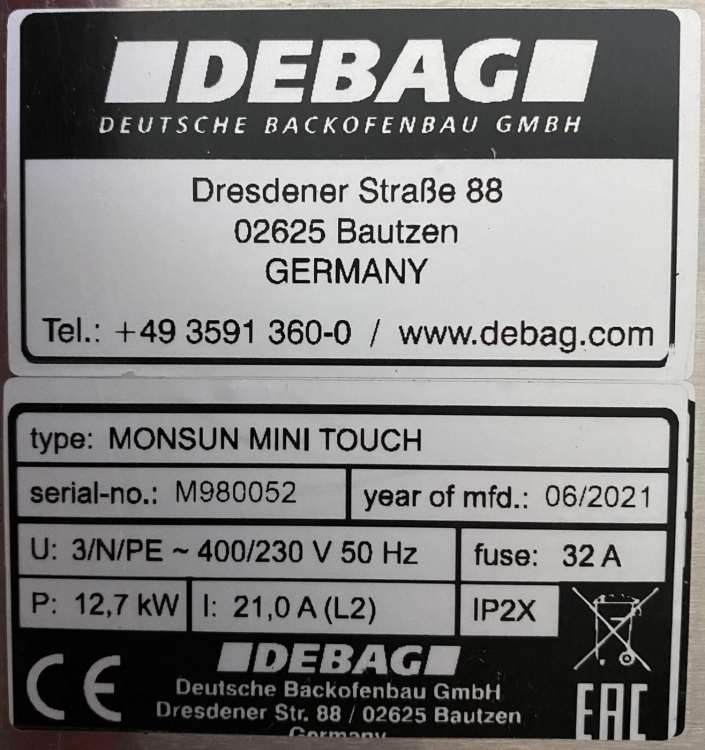 DEBAG
DEUTSCHE BACKOFENBAU GMBH
Dresdener Straße 88
02625 Bautzen
GERMANY
Tel.: +49 3591 360-0 / www.debag.com
type: MONSUN MINI TOUCH
serial-no.: M980052 year of mfd.: 06/2021
U: 3/N/PE ~ 400/230 V 50 Hz fuse: 32 A
P: 12,7 kW I: 21,0 A (L2) IP2X
CE DEBAG
Deutsche Backofenbau GmbH
Dresdener Str. 88 / 02625 Bautzen
Germany
EAC